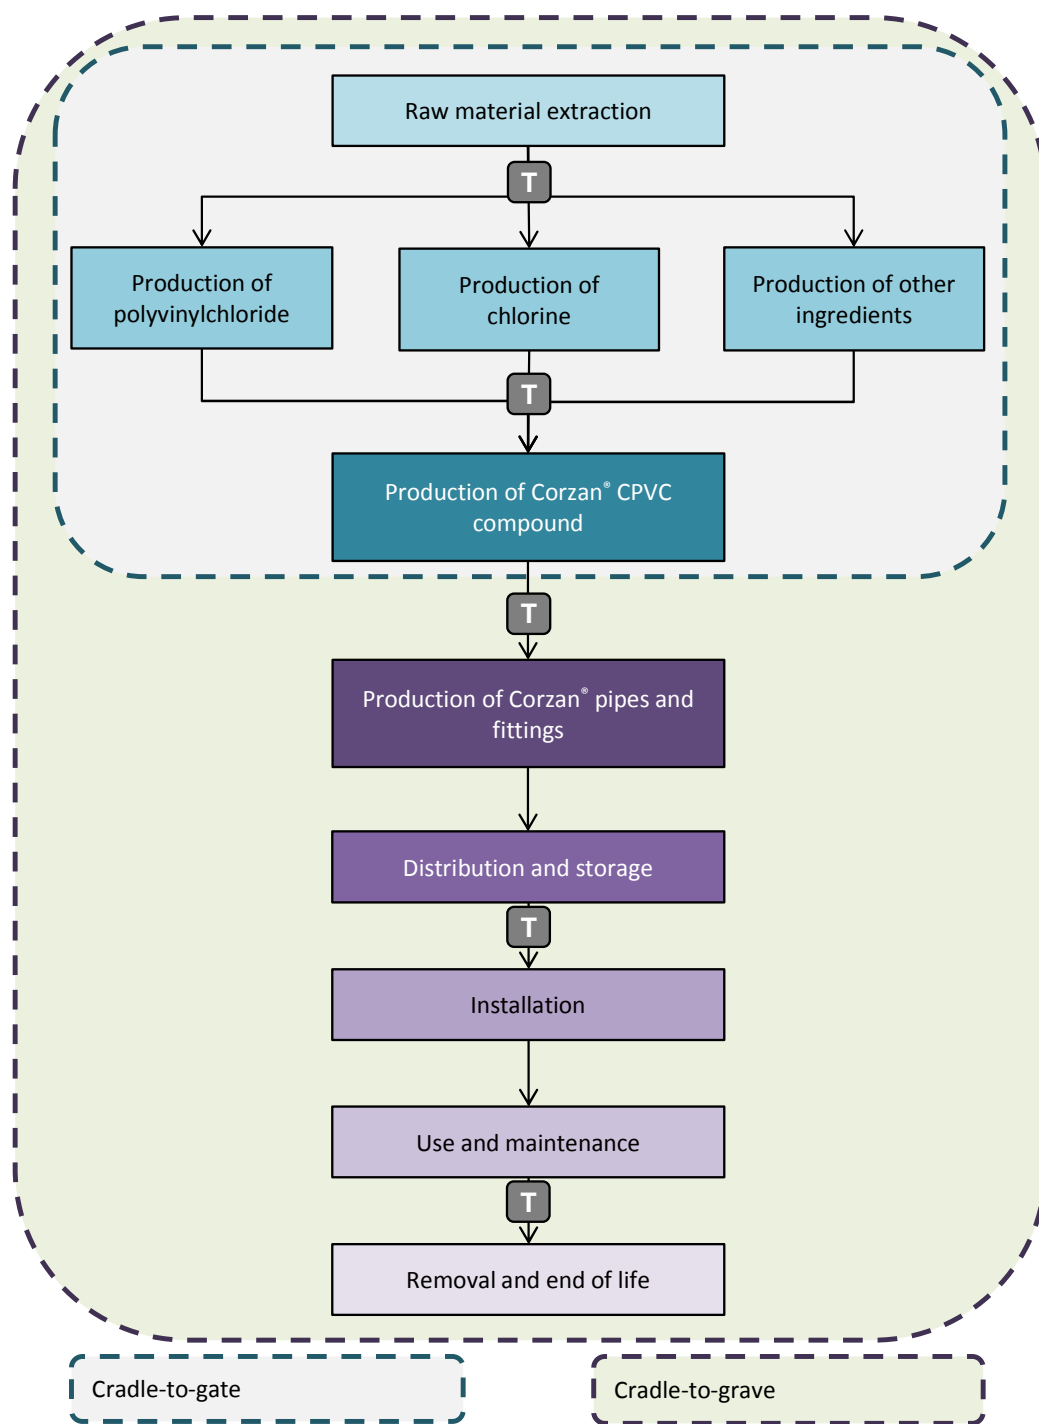 Raw material extraction
T
Production of
polyvinylchloride
Production of
chlorine
Production of other
ingredients
T
Production of Corzan® CPVC
compound
T
Production of Corzan® pipes and
fittings
Distribution and storage
T
Installation
Use and maintenance
T
Removal and end of life
Cradle-to-gate
Cradle-to-grave